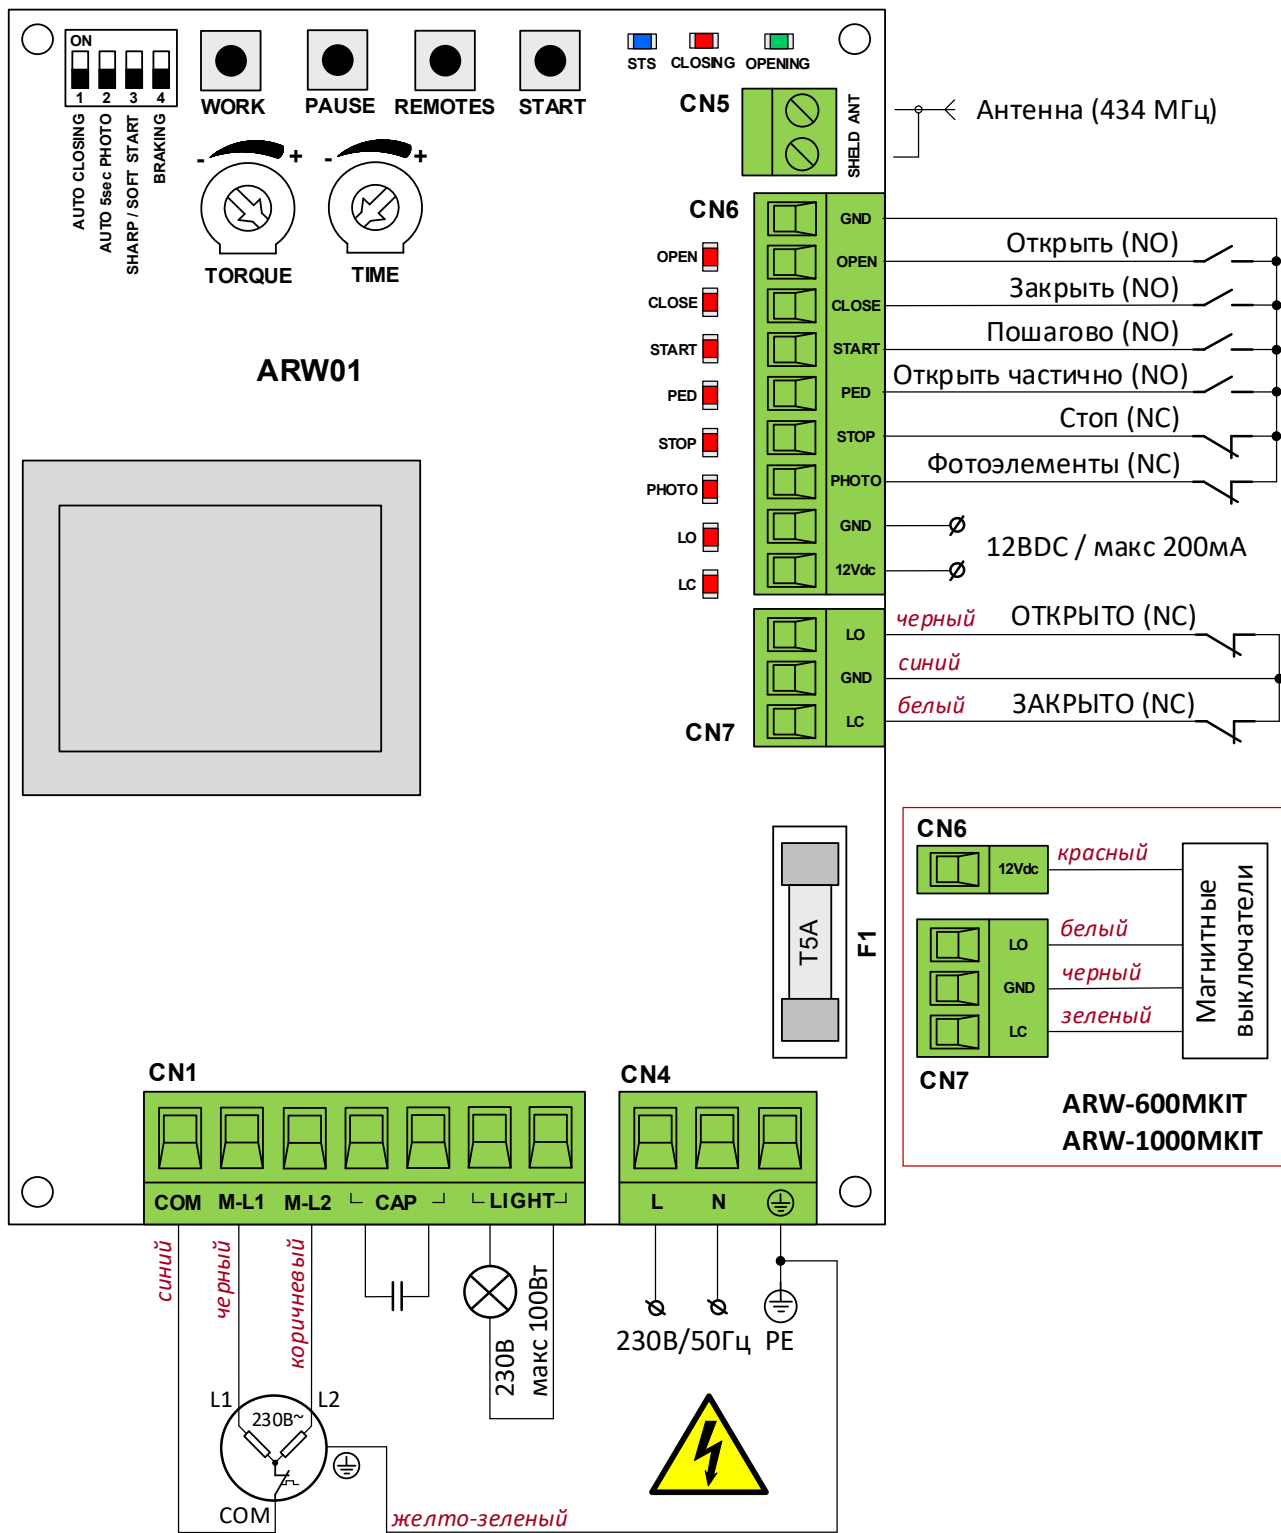 ON
1 2 3 4
AUTO CLOSING
AUTO 5sec PHOTO
SHARP / SOFT START
BRAKING
WORK
PAUSE
REMOTES
START
STS
CLOSING
OPENING
- +
TORQUE
- +
TIME
ARW01
CN5
SHELD ANT
Антенна (434 МГц)
CN6
GND
OPEN
OPEN
Открыть (NO)
CLOSE
CLOSE
Закрыть (NO)
START
START
Пошагово (NO)
PED
PED
Открыть частично (NO)
STOP
STOP
Стоп (NC)
PHOTO
PHOTO
Фотоэлементы (NC)
LO
GND
12BDC / макс 200мА
LC
12Vdc
LO
черный
ОТКРЫТО (NC)
GND
синий
CN7
LC
белый
ЗАКРЫТО (NC)
T5A
F1
CN6
12Vdc
красный
LO
белый
GND
черный
LC
зеленый
CN7
Магнитные
выключатели
ARW-600MKIT
ARW-1000MKIT
CN1
COM
M-L1
M-L2
CAP
LIGHT
CN4
L
N
синий
черный
коричневый
230В
макс 100Вт
230В/50Гц
PE
L1
L2
230В~
COM
желто-зеленый